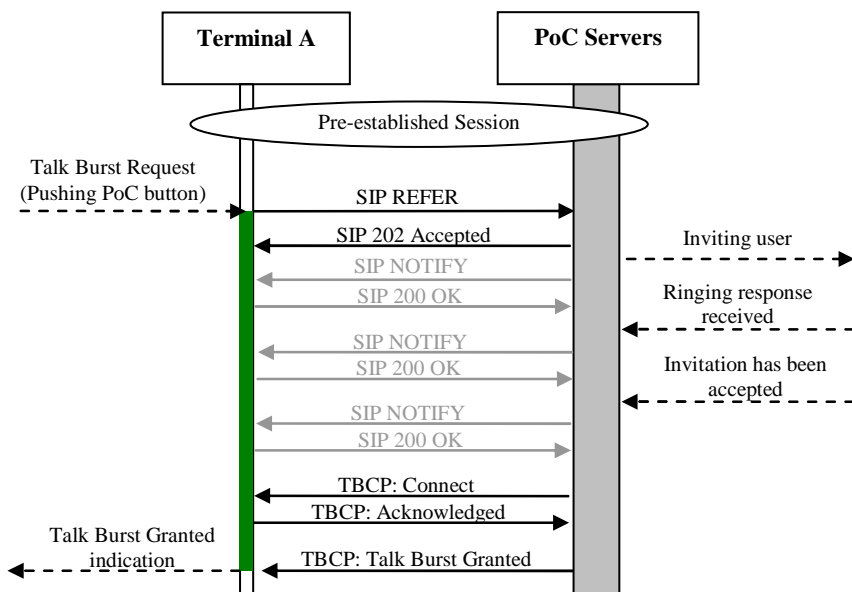 Terminal A
PoC Servers
Pre-established Session
Talk Burst Request
(Pushing PoC button)
SIP REFER
SIP 202 Accepted
Inviting user
SIP NOTIFY
SIP 200 OK
Ringing response
received
SIP NOTIFY
SIP 200 OK
Invitation has been
accepted
SIP NOTIFY
SIP 200 OK
TBCP: Connect
TBCP: Acknowledged
Talk Burst Granted
indication
TBCP: Talk Burst Granted